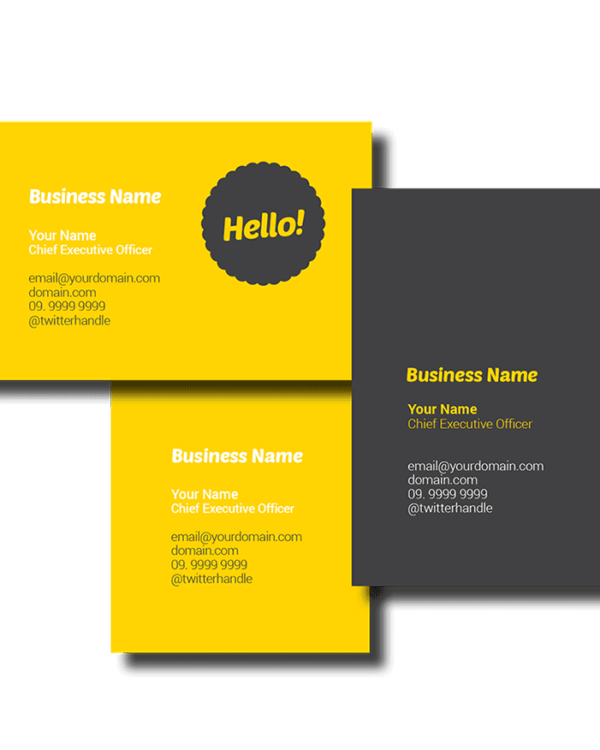 Business Name
Your Name
Chief Executive Officer
email@yourdomain.com
domain.com
09. 9999 9999
@twitterhandle
Hello!
Business Name
Your Name
Chief Executive Officer
email@yourdomain.com
domain.com
09. 9999 9999
@twitterhandle
Business Name
Your Name
Chief Executive Officer
email@yourdomain.com
domain.com
09. 9999 9999
@twitterhandle